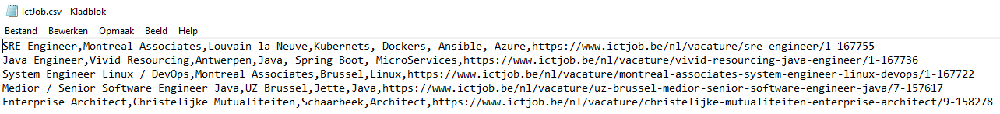 IctJob.csv - Kladblok
Bestand Bewerken Opmaak Beeld Help
SRE Engineer,Montreal Associates,Louvain-la-Neuve,Kubernets, Dockers, Ansible, Azure,https://www.ictjob.be/nl/vacature/sre-engineer/1-167755
Java Engineer,Vivid Resourcing,Antwerpen,Java, Spring Boot, MicroServices,https://www.ictjob.be/nl/vacature/vivid-resourcing-java-engineer/1-167736
System Engineer Linux / DevOps,Montreal Associates,Brussel,Linux,https://www.ictjob.be/nl/vacature/montreal-associates-system-engineer-linux-devops/1-167722
Medior / Senior Software Engineer Java,UZ Brussel,Jette,Java,https://www.ictjob.be/nl/vacature/uz-brussel-medior-senior-software-engineer-java/7-157617
Enterprise Architect,Christelijke Mutualiteiten,Schaarbeek,Architect,https://www.ictjob.be/nl/vacature/christelijke-mutualiteiten-enterprise-architect/9-158278